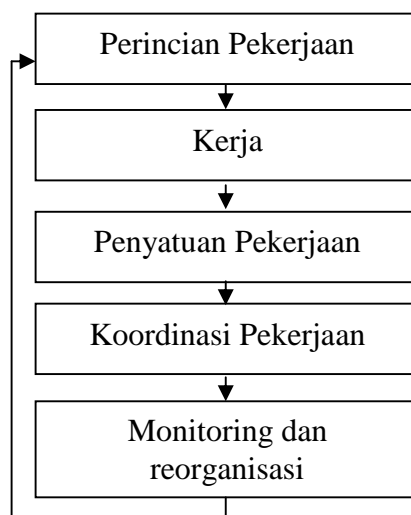 Perincian Pekerjaan
Kerja
Penyatuan Pekerjaan
Koordinasi Pekerjaan
Monitoring dan
reorganisasi